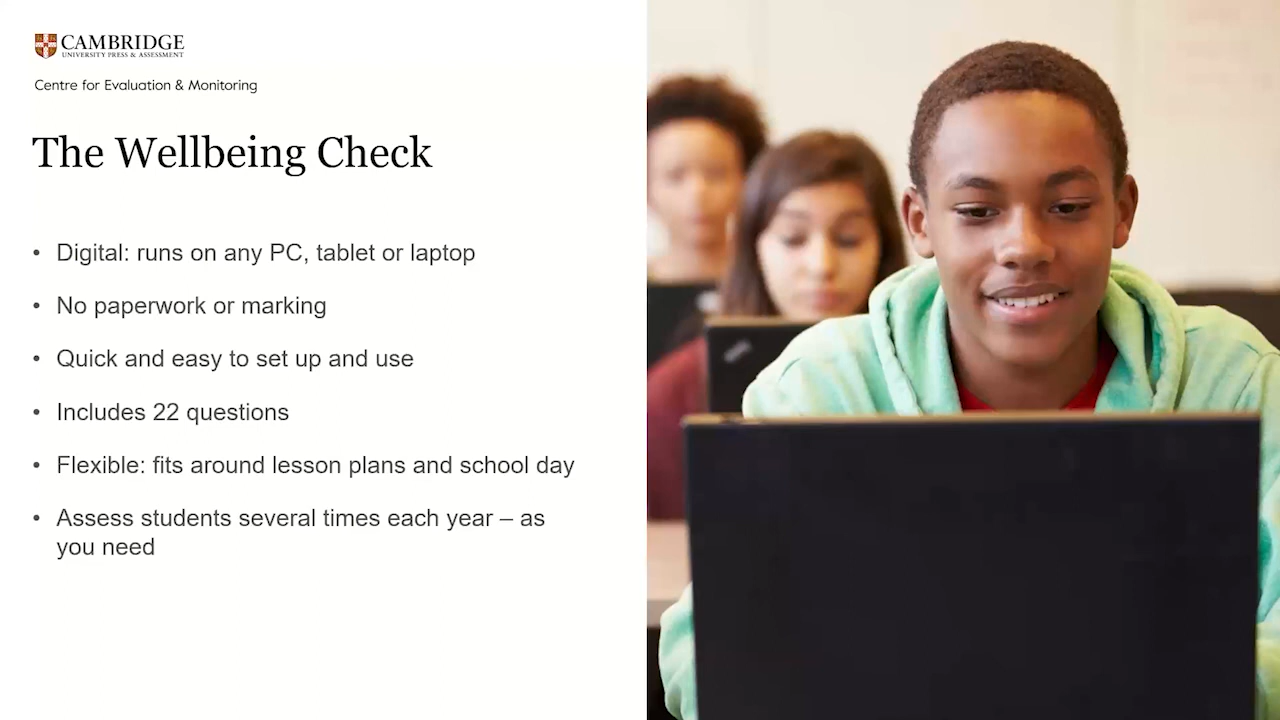 CAMBRIDGE
UNIVERSITY PRESS & ASSESSMENT
Centre for Evaluation & Monitoring
The Wellbeing Check
• Digital: runs on any PC, tablet or laptop
• No paperwork or marking
• Quick and easy to set up and use
• Includes 22 questions
• Flexible: fits around lesson plans and school day
• Assess students several times each year – as
you need